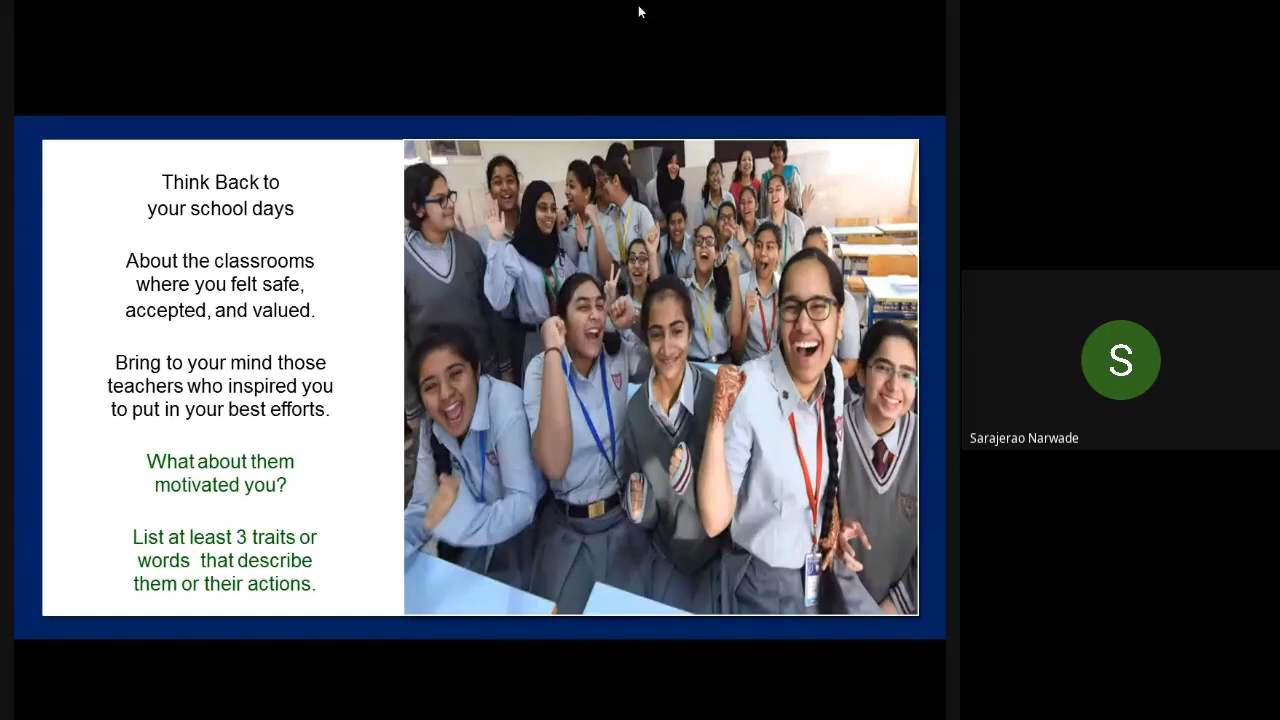 Think Back to
your school days
About the classrooms
where you felt safe,
accepted, and valued.
Bring to your mind those
teachers who inspired you
to put in your best efforts.
What about them
motivated you?
List at least 3 traits or
words that describe
them or their actions.
S
Sarajerao Narwade